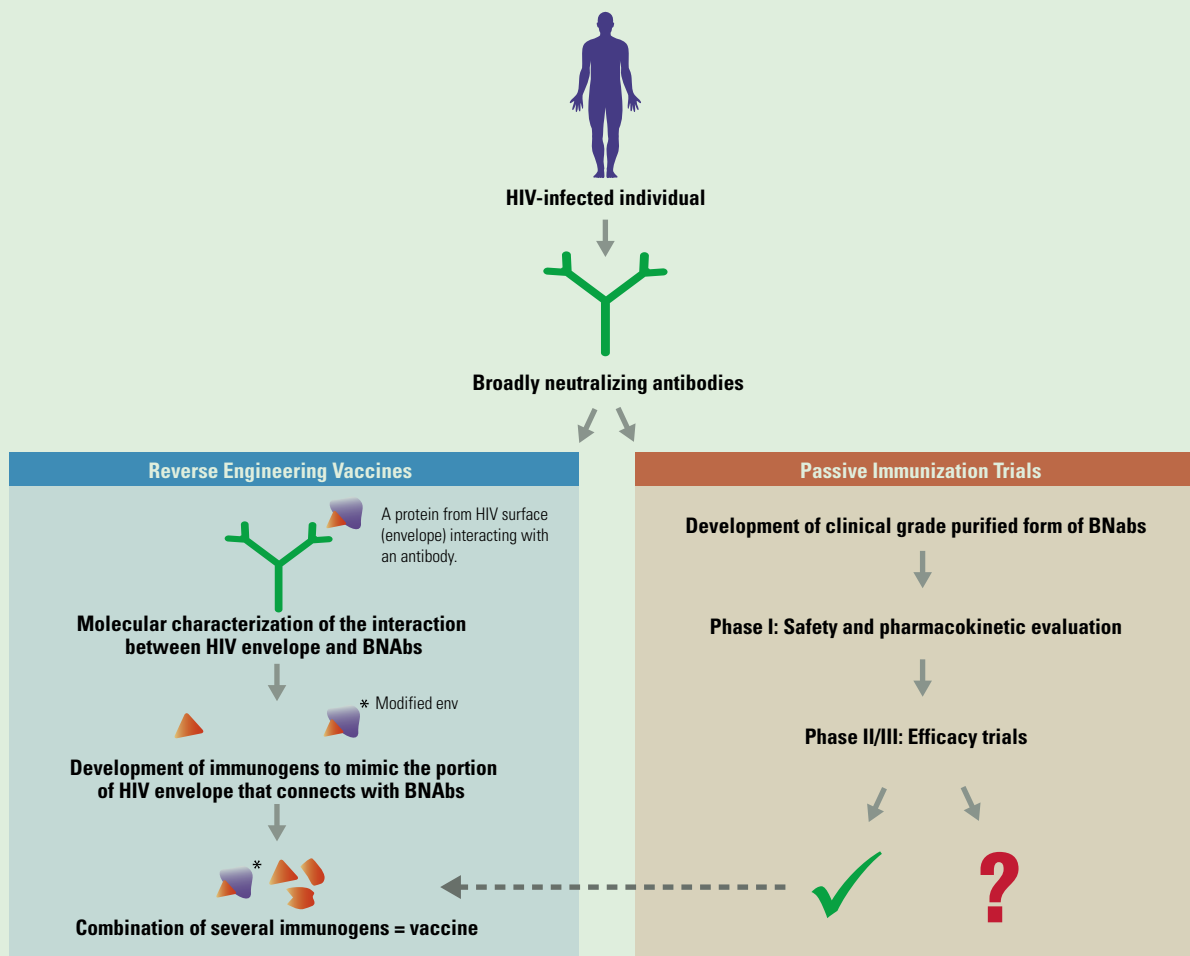 HIV-infected individual
Broadly neutralizing antibodies
Reverse Engineering Vaccines
A protein from HIV surface
(envelope) interacting with
an antibody.
Molecular characterization of the interaction
between HIV envelope and BNAbs
* Modified env
Development of immunogens to mimic the portion
of HIV envelope that connects with BNAbs
*
Combination of several immunogens = vaccine
Passive Immunization Trials
Development of clinical grade purified form of BNabs
Phase I: Safety and pharmacokinetic evaluation
Phase II/III: Efficacy trials
?